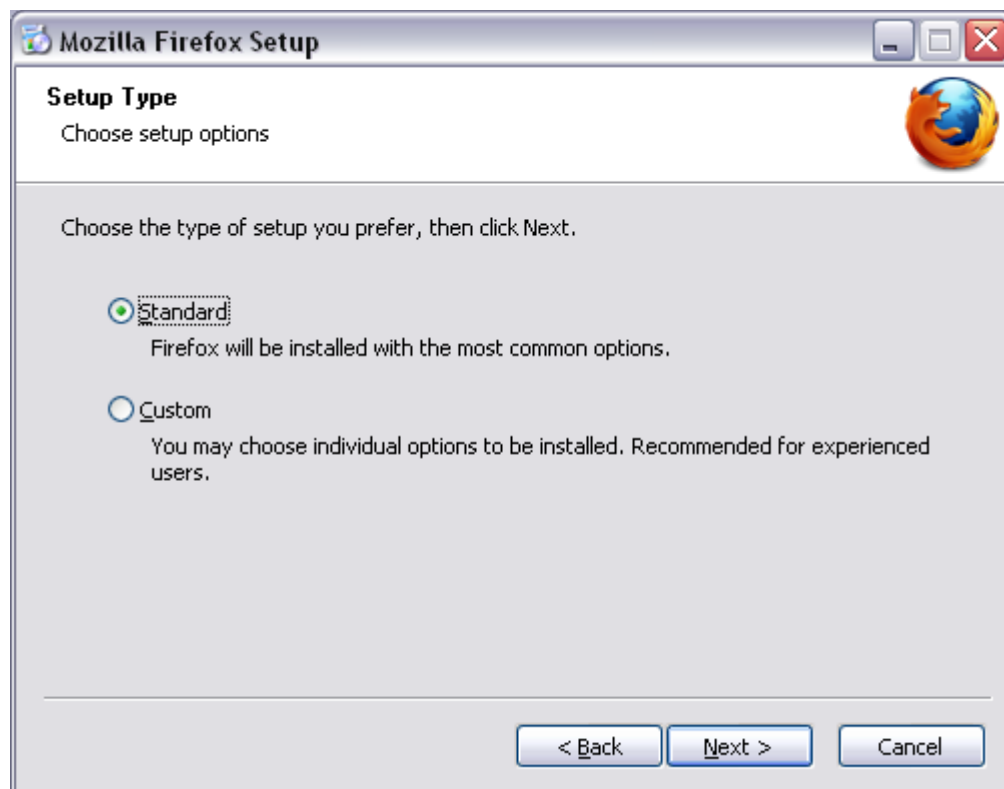 Mozilla Firefox Setup
Setup Type
Choose setup options
Choose the type of setup you prefer, then click Next.
Standard
Firefox will be installed with the most common options.
Custom
You may choose individual options to be installed. Recommended for experienced
users.
< Back Next > Cancel